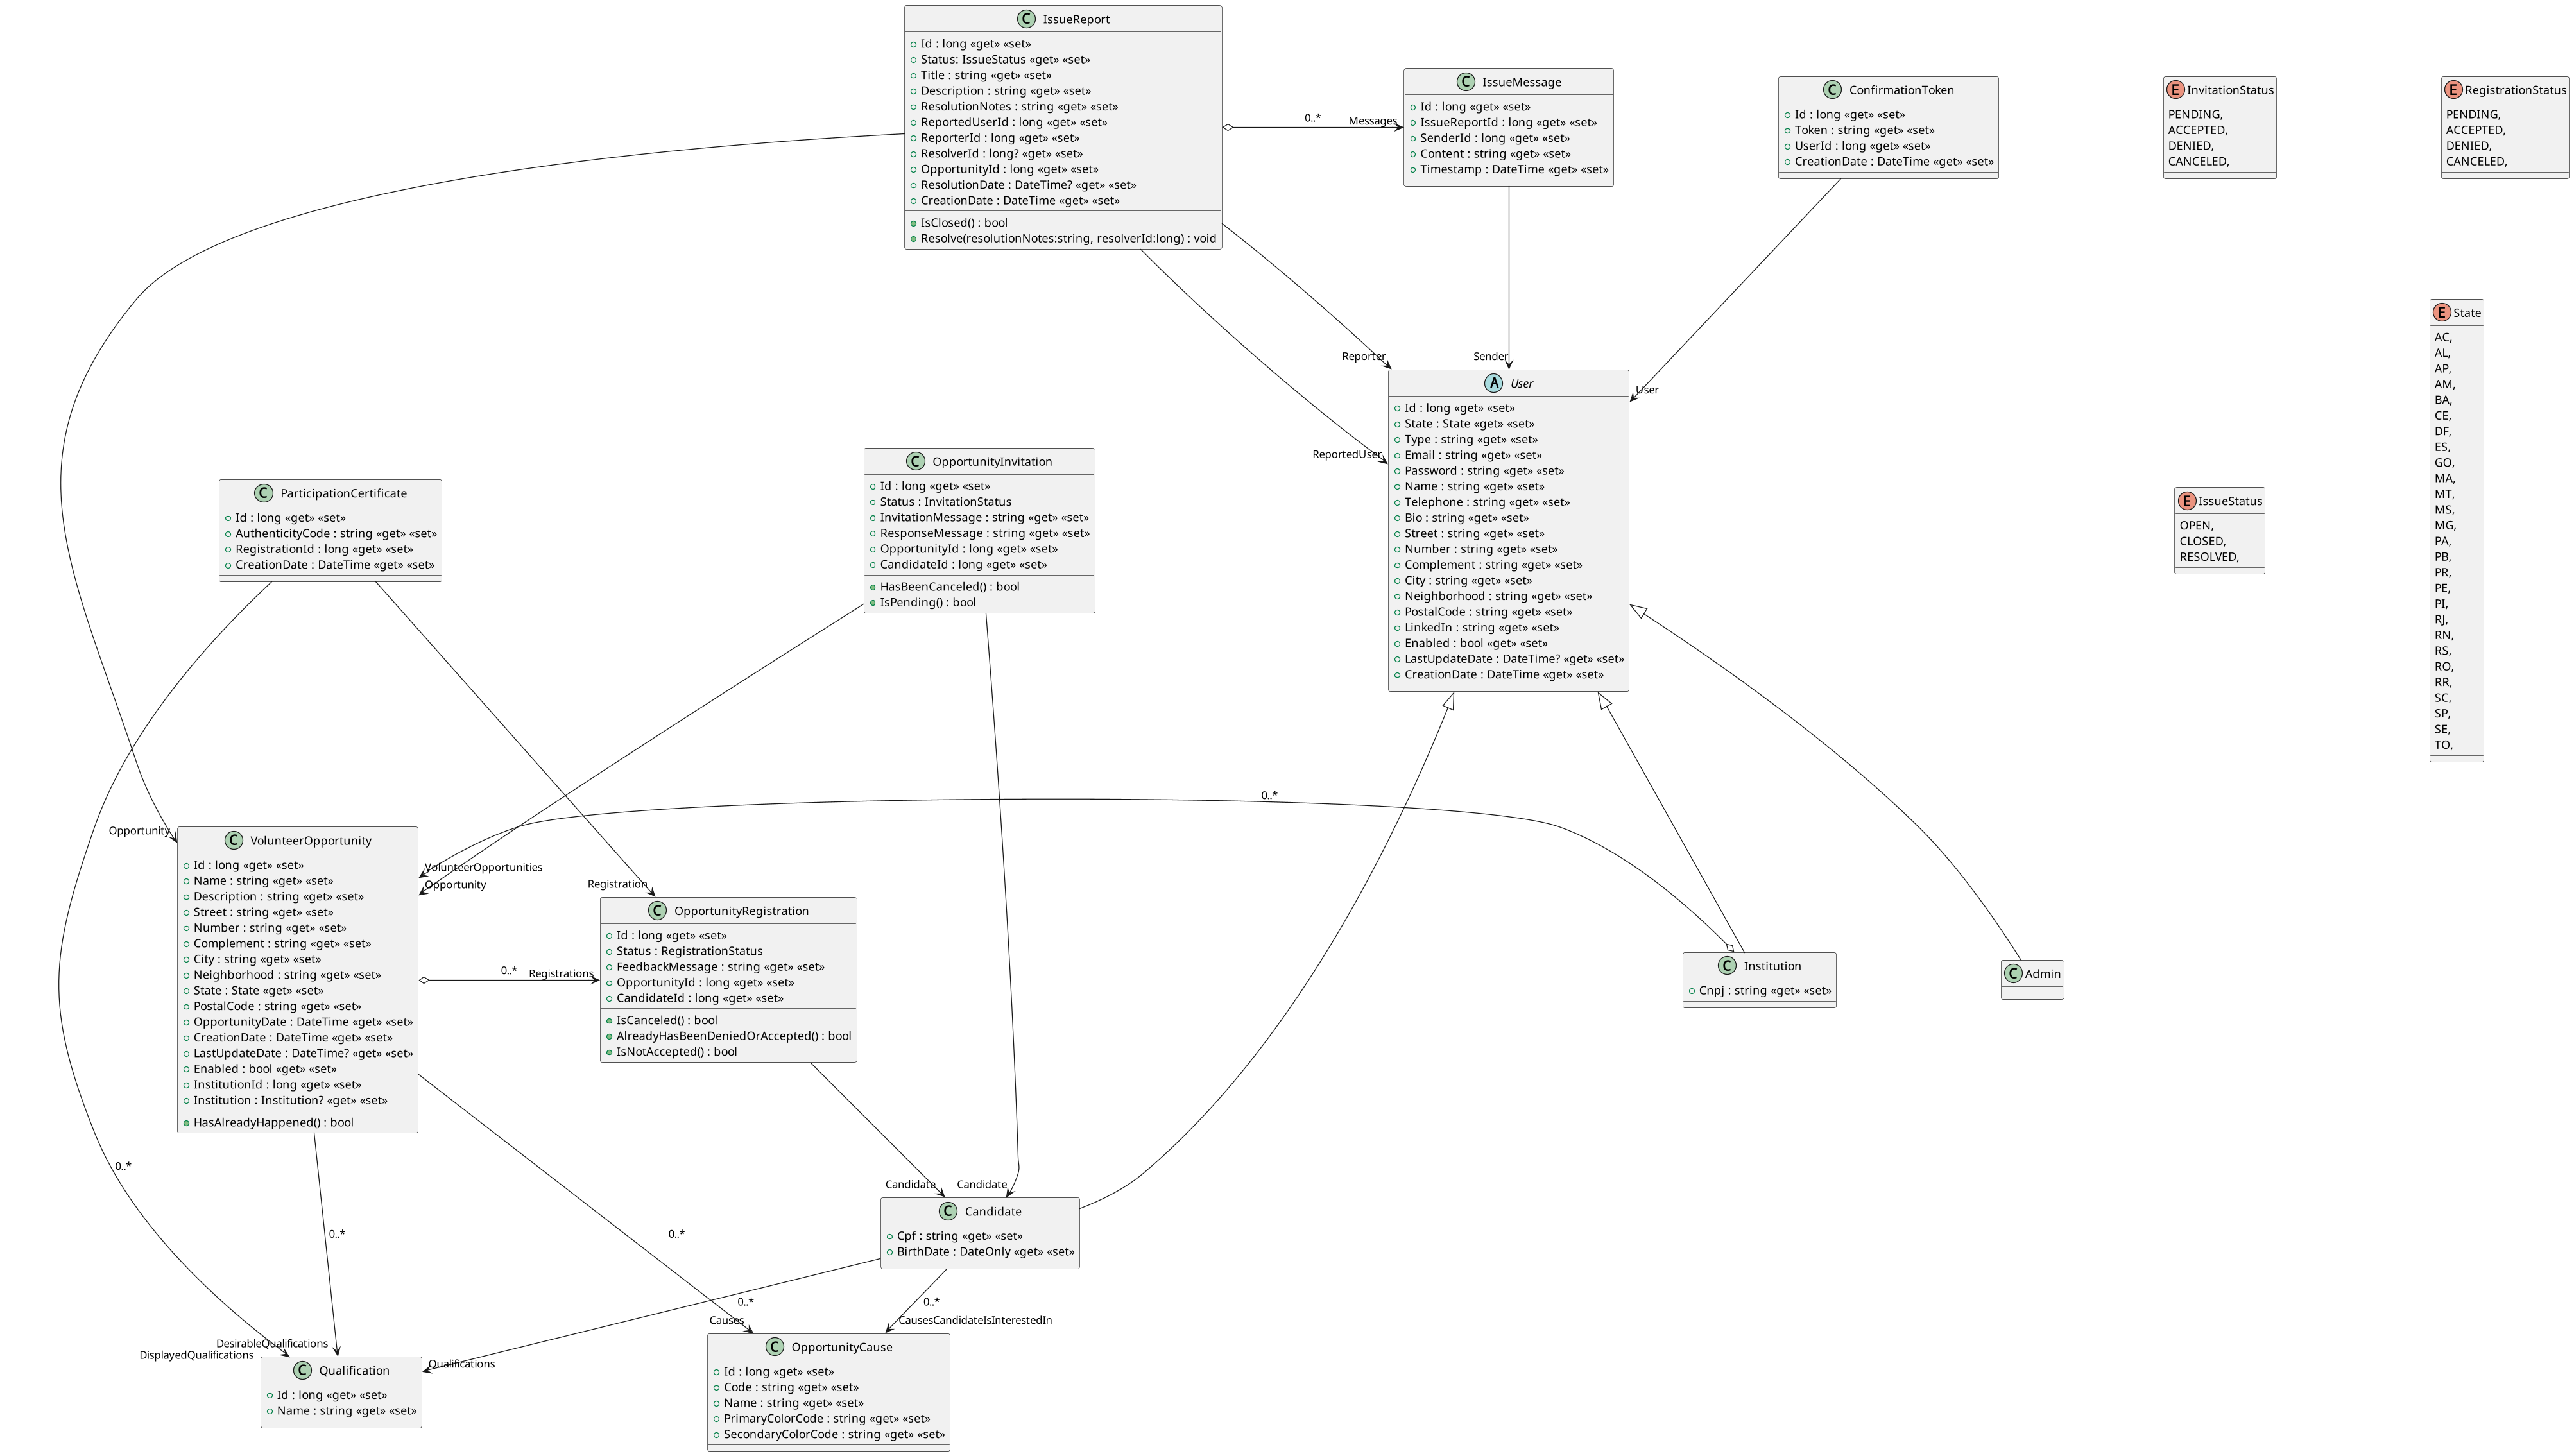 IssueReport
Id : long «get» «set»
Status: IssueStatus «get» «set»
Title : string «get» «set»
Description : string «get» «set»
ResolutionNotes : string «get» «set»
ReportedUserId : long «get» «set»
ReporterId : long «get» «set»
ResolverId : long? «get» «set»
OpportunityId : long «get» «set»
ResolutionDate : DateTime? «get» «set»
CreationDate : DateTime «get» «set»
IsClosed() : bool
Resolve(resolutionNotes:string, resolverId:long) : void
0..*
Messages
IssueMessage
Id : long «get» «set»
IssueReportId : long «get» «set»
SenderId : long «get» «set»
Content : string «get» «set»
Timestamp : DateTime «get» «set»
ConfirmationToken
Id : long «get» «set»
Token : string «get» «set»
UserId : long «get» «set»
CreationDate : DateTime «get» «set»
InvitationStatus
PENDING,
ACCEPTED,
DENIED,
CANCELED,
RegistrationStatus
PENDING,
ACCEPTED,
DENIED,
CANCELED,
State
AC,
AL,
AP,
AM,
BA,
CE,
DF,
ES,
GO,
MA,
MT,
MS,
MG,
PA,
PB,
PR,
PE,
PI,
RJ,
RN,
RS,
RO,
RR,
SC,
SP,
SE,
TO,
IssueStatus
OPEN,
CLOSED,
RESOLVED,
Reporter
Sender
User
ReportedUser
User
Id : long «get» «set»
State : State «get» «set»
Type : string «get» «set»
Email : string «get» «set»
Password : string «get» «set»
Name : string «get» «set»
Telephone : string «get» «set»
Bio : string «get» «set»
Street : string «get» «set»
Number : string «get» «set»
Complement : string «get» «set»
City : string «get» «set»
Neighborhood : string «get» «set»
PostalCode : string «get» «set»
LinkedIn : string «get» «set»
Enabled : bool «get» «set»
LastUpdateDate : DateTime? «get» «set»
CreationDate : DateTime «get» «set»
OpportunityInvitation
Id : long «get» «set»
Status : InvitationStatus
InvitationMessage : string «get» «set»
ResponseMessage : string «get» «set»
OpportunityId : long «get» «set»
CandidateId : long «get» «set»
HasBeenCanceled() : bool
IsPending() : bool
ParticipationCertificate
Id : long «get» «set»
AuthenticityCode : string «get» «set»
RegistrationId : long «get» «set»
CreationDate : DateTime «get» «set»
0..*
Opportunity
VolunteerOpportunities
Opportunity
Registration
VolunteerOpportunity
Id : long «get» «set»
Name : string «get» «set»
Description : string «get» «set»
Street : string «get» «set»
Number : string «get» «set»
Complement : string «get» «set»
City : string «get» «set»
Neighborhood : string «get» «set»
State : State «get» «set»
PostalCode : string «get» «set»
OpportunityDate : DateTime «get» «set»
CreationDate : DateTime «get» «set»
LastUpdateDate : DateTime? «get» «set»
Enabled : bool «get» «set»
InstitutionId : long «get» «set»
Institution : Institution? «get» «set»
HasAlreadyHappened() : bool
0..*
Registrations
OpportunityRegistration
Id : long «get» «set»
Status : RegistrationStatus
FeedbackMessage : string «get» «set»
OpportunityId : long «get» «set»
CandidateId : long «get» «set»
IsCanceled() : bool
AlreadyHasBeenDeniedOrAccepted() : bool
IsNotAccepted() : bool
Institution
Cnpj : string «get» «set»
Admin
0..*
Candidate
Candidate
Candidate
Cpf : string «get» «set»
BirthDate : DateOnly «get» «set»
0..*
0..*
0..*
0..*
DesirableQualifications
DisplayedQualifications
Qualifications
Causes
CausesCandidateIsInterestedIn
Qualification
Id : long «get» «set»
Name : string «get» «set»
OpportunityCause
Id : long «get» «set»
Code : string «get» «set»
Name : string «get» «set»
PrimaryColorCode : string «get» «set»
SecondaryColorCode : string «get» «set»